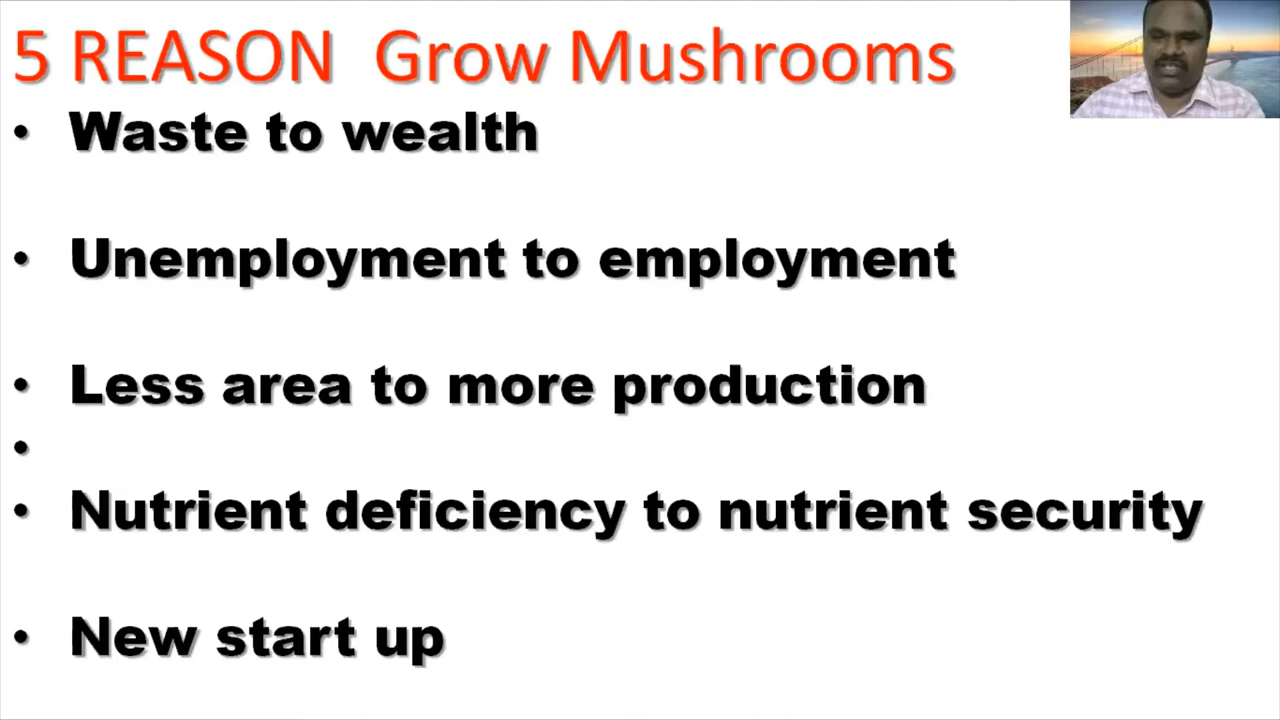 5 REASON  Grow Mushrooms
• Waste to wealth
• Unemployment to employment
• Less area to more production
•
• Nutrient deficiency to nutrient security
• New start up